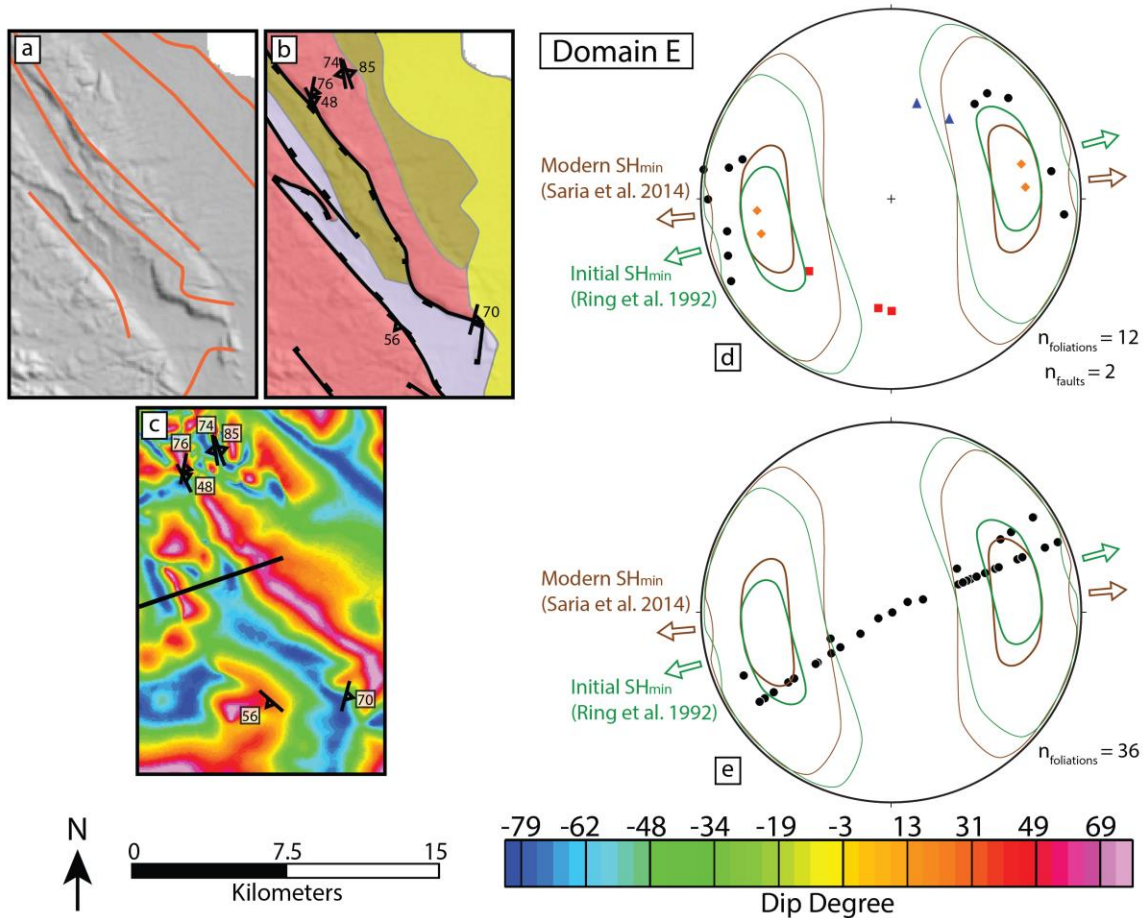 a
b
74
85
76
48
70
56
c
74
85
76
48
56
70
Domain E
Modern SHmin
(Saria et al. 2014)
Initial SHmin
(Ring et al. 1992)
d
nfoliations = 12
nfaults = 2
Modern SHmin
(Saria et al. 2014)
Initial SHmin
(Ring et al. 1992)
e
nfoliations = 36
N
0 7.5 15
Kilometers
-79 -62 -48 -34 -19 -3 13 31 49 69
Dip Degree